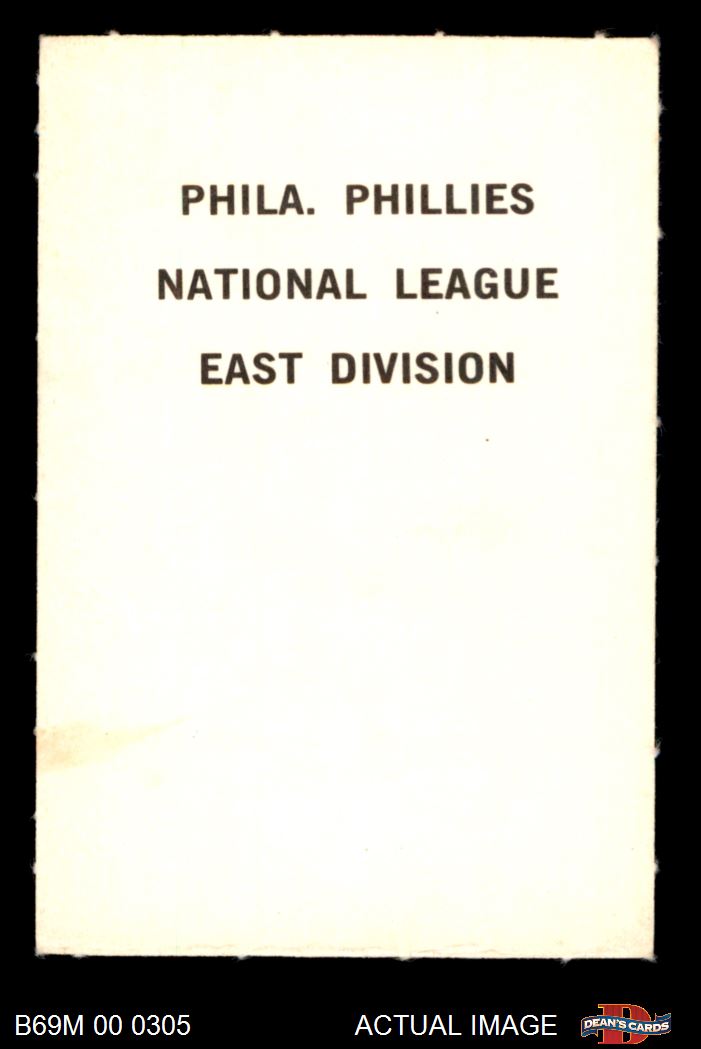 PHILA. PHILLIES
NATIONAL LEAGUE
EAST DIVISION
B69M 00 0305 ACTUAL IMAGE DEAN'S CARDS